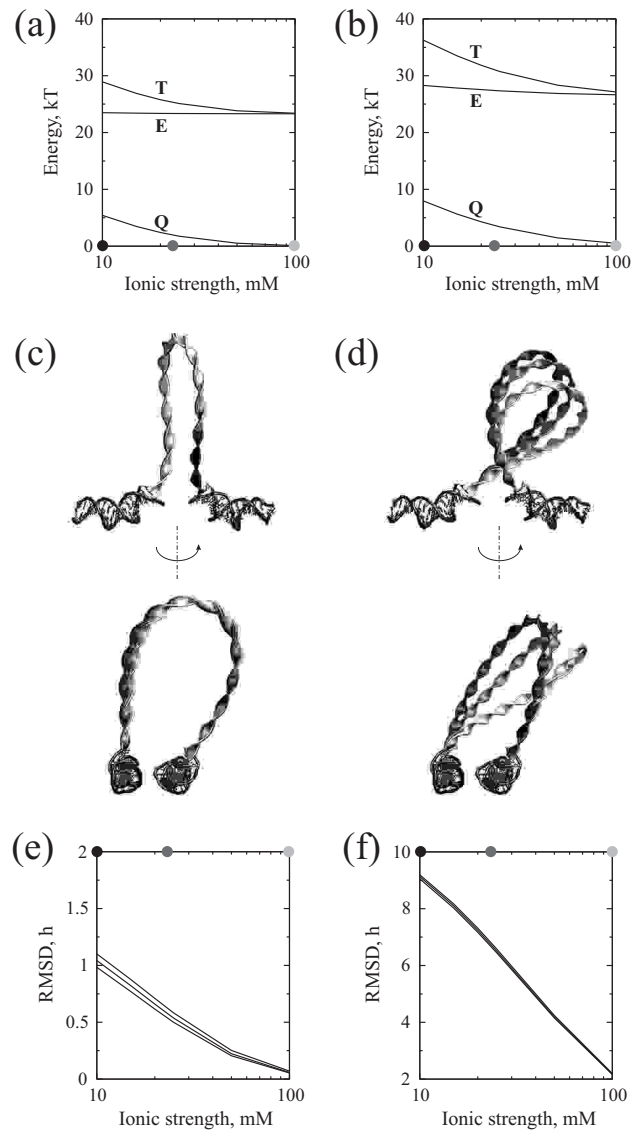 (a)
(b)
40
30
20
10
0
Energy, kT
T
E
Q
10
100
Ionic strength, mM
40
30
20
10
0
Energy, kT
T
E
Q
10
100
Ionic strength, mM
(c)
(d)
(e)
(f)
2
1.5
1
0.5
0
RMSD, h
10
100
Ionic strength, mM
10
8
6
4
2
RMSD, h
10
100
Ionic strength, mM